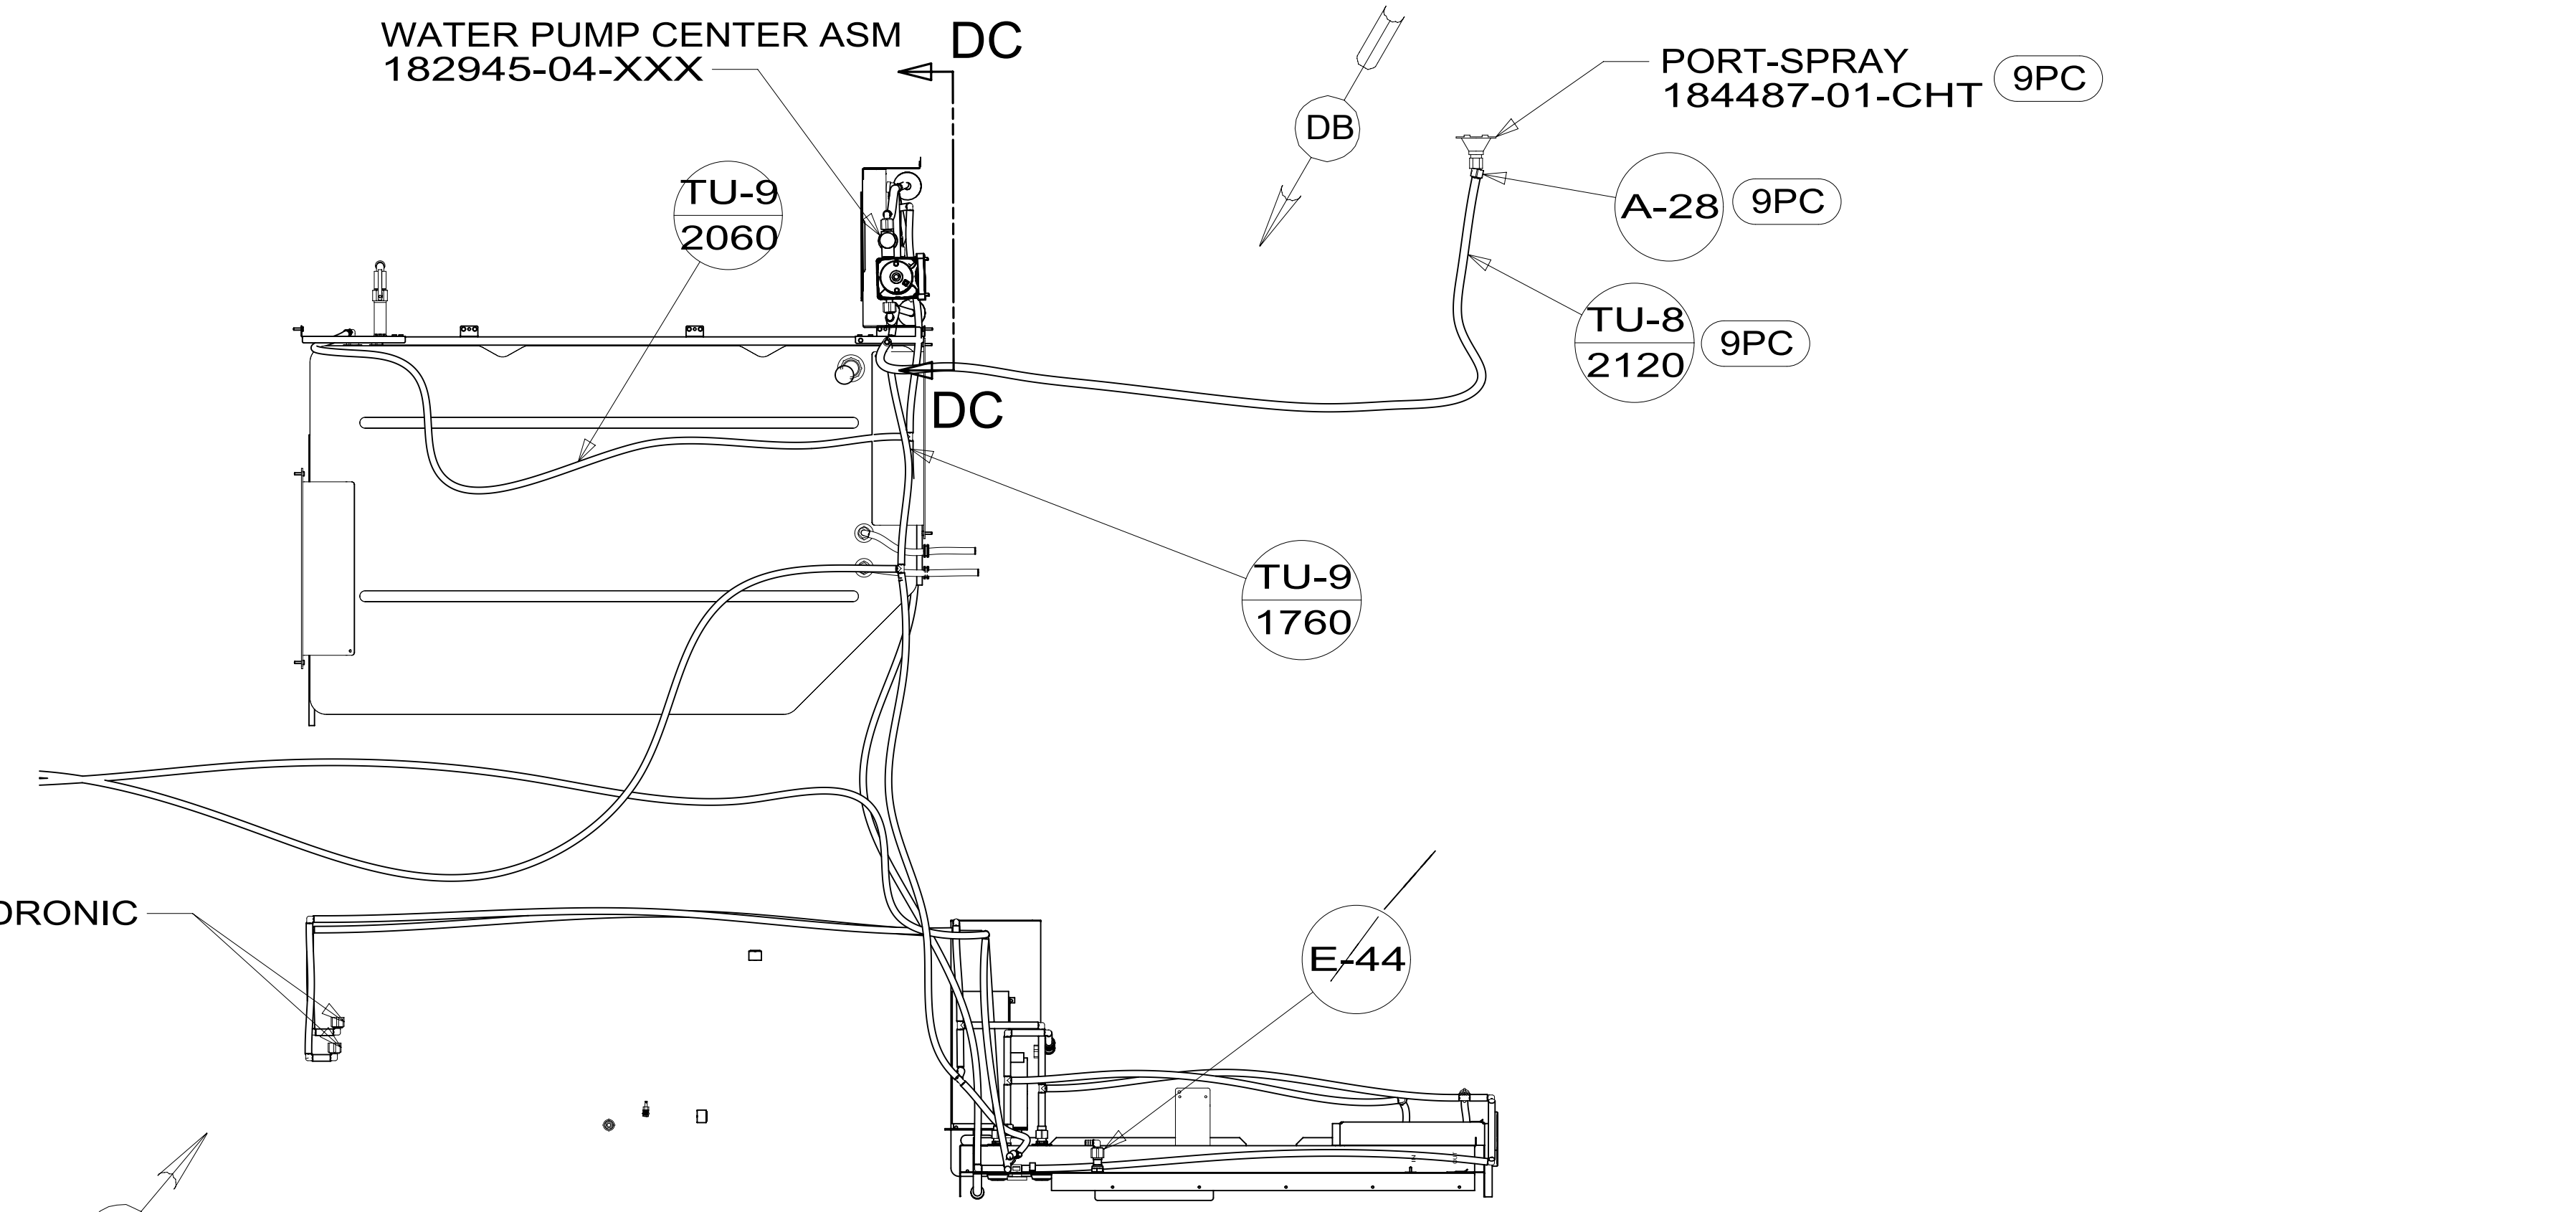 WATER PUMP CENTER ASM
182945-04-XXX
DC
DB
PORT-SPRAY
184487-01-CHT
9PC
TU-9
2060
A-28
9PC
TU-8
2120
9PC
DC
TU-9
1760
DRONIC
E-44